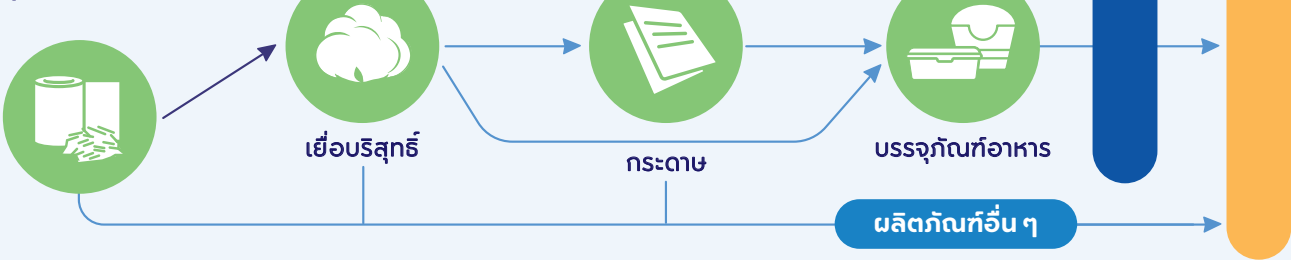 เยื่อบริสุทธิ์
กระดาษ
บรรจุภัณฑ์อาหาร
ผลิตภัณฑ์อื่น ๆ